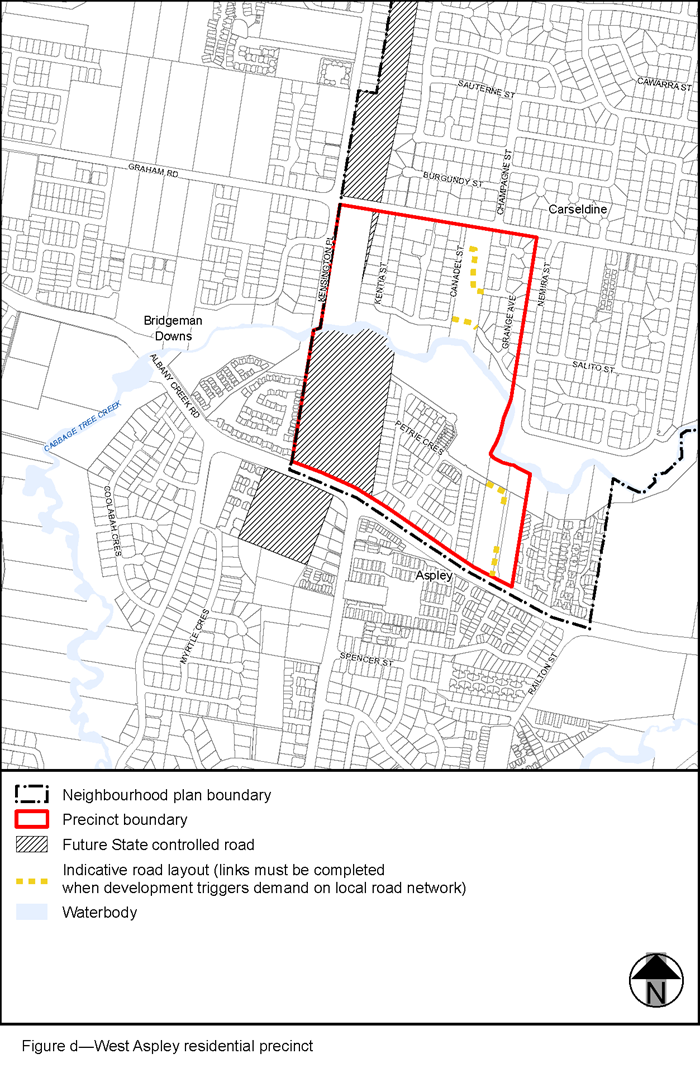 CAWARRA ST
SAUTERNE ST
CHAMPAGNE ST
GRAHAM RD
BURGUNDY ST
Carseldine
KENSINGTON PL
KENTIA ST
CANADEL ST
GRANGE AVE
NEMIRA ST
Bridgeman
Downs
ALBANY CREEK RD
SALITO ST
CABBAGE TREE CREEK
PETRIE CRES
COOLABAH CRES
Aspley
MYRTLE CRES
SPENCER ST
RAILTON ST
Neighbourhood plan boundary
Precinct boundary
Future State controlled road
Indicative road layout (links must be completed
when development triggers demand on local road network)
Waterbody
N
Figure d—West Aspley residential precinct